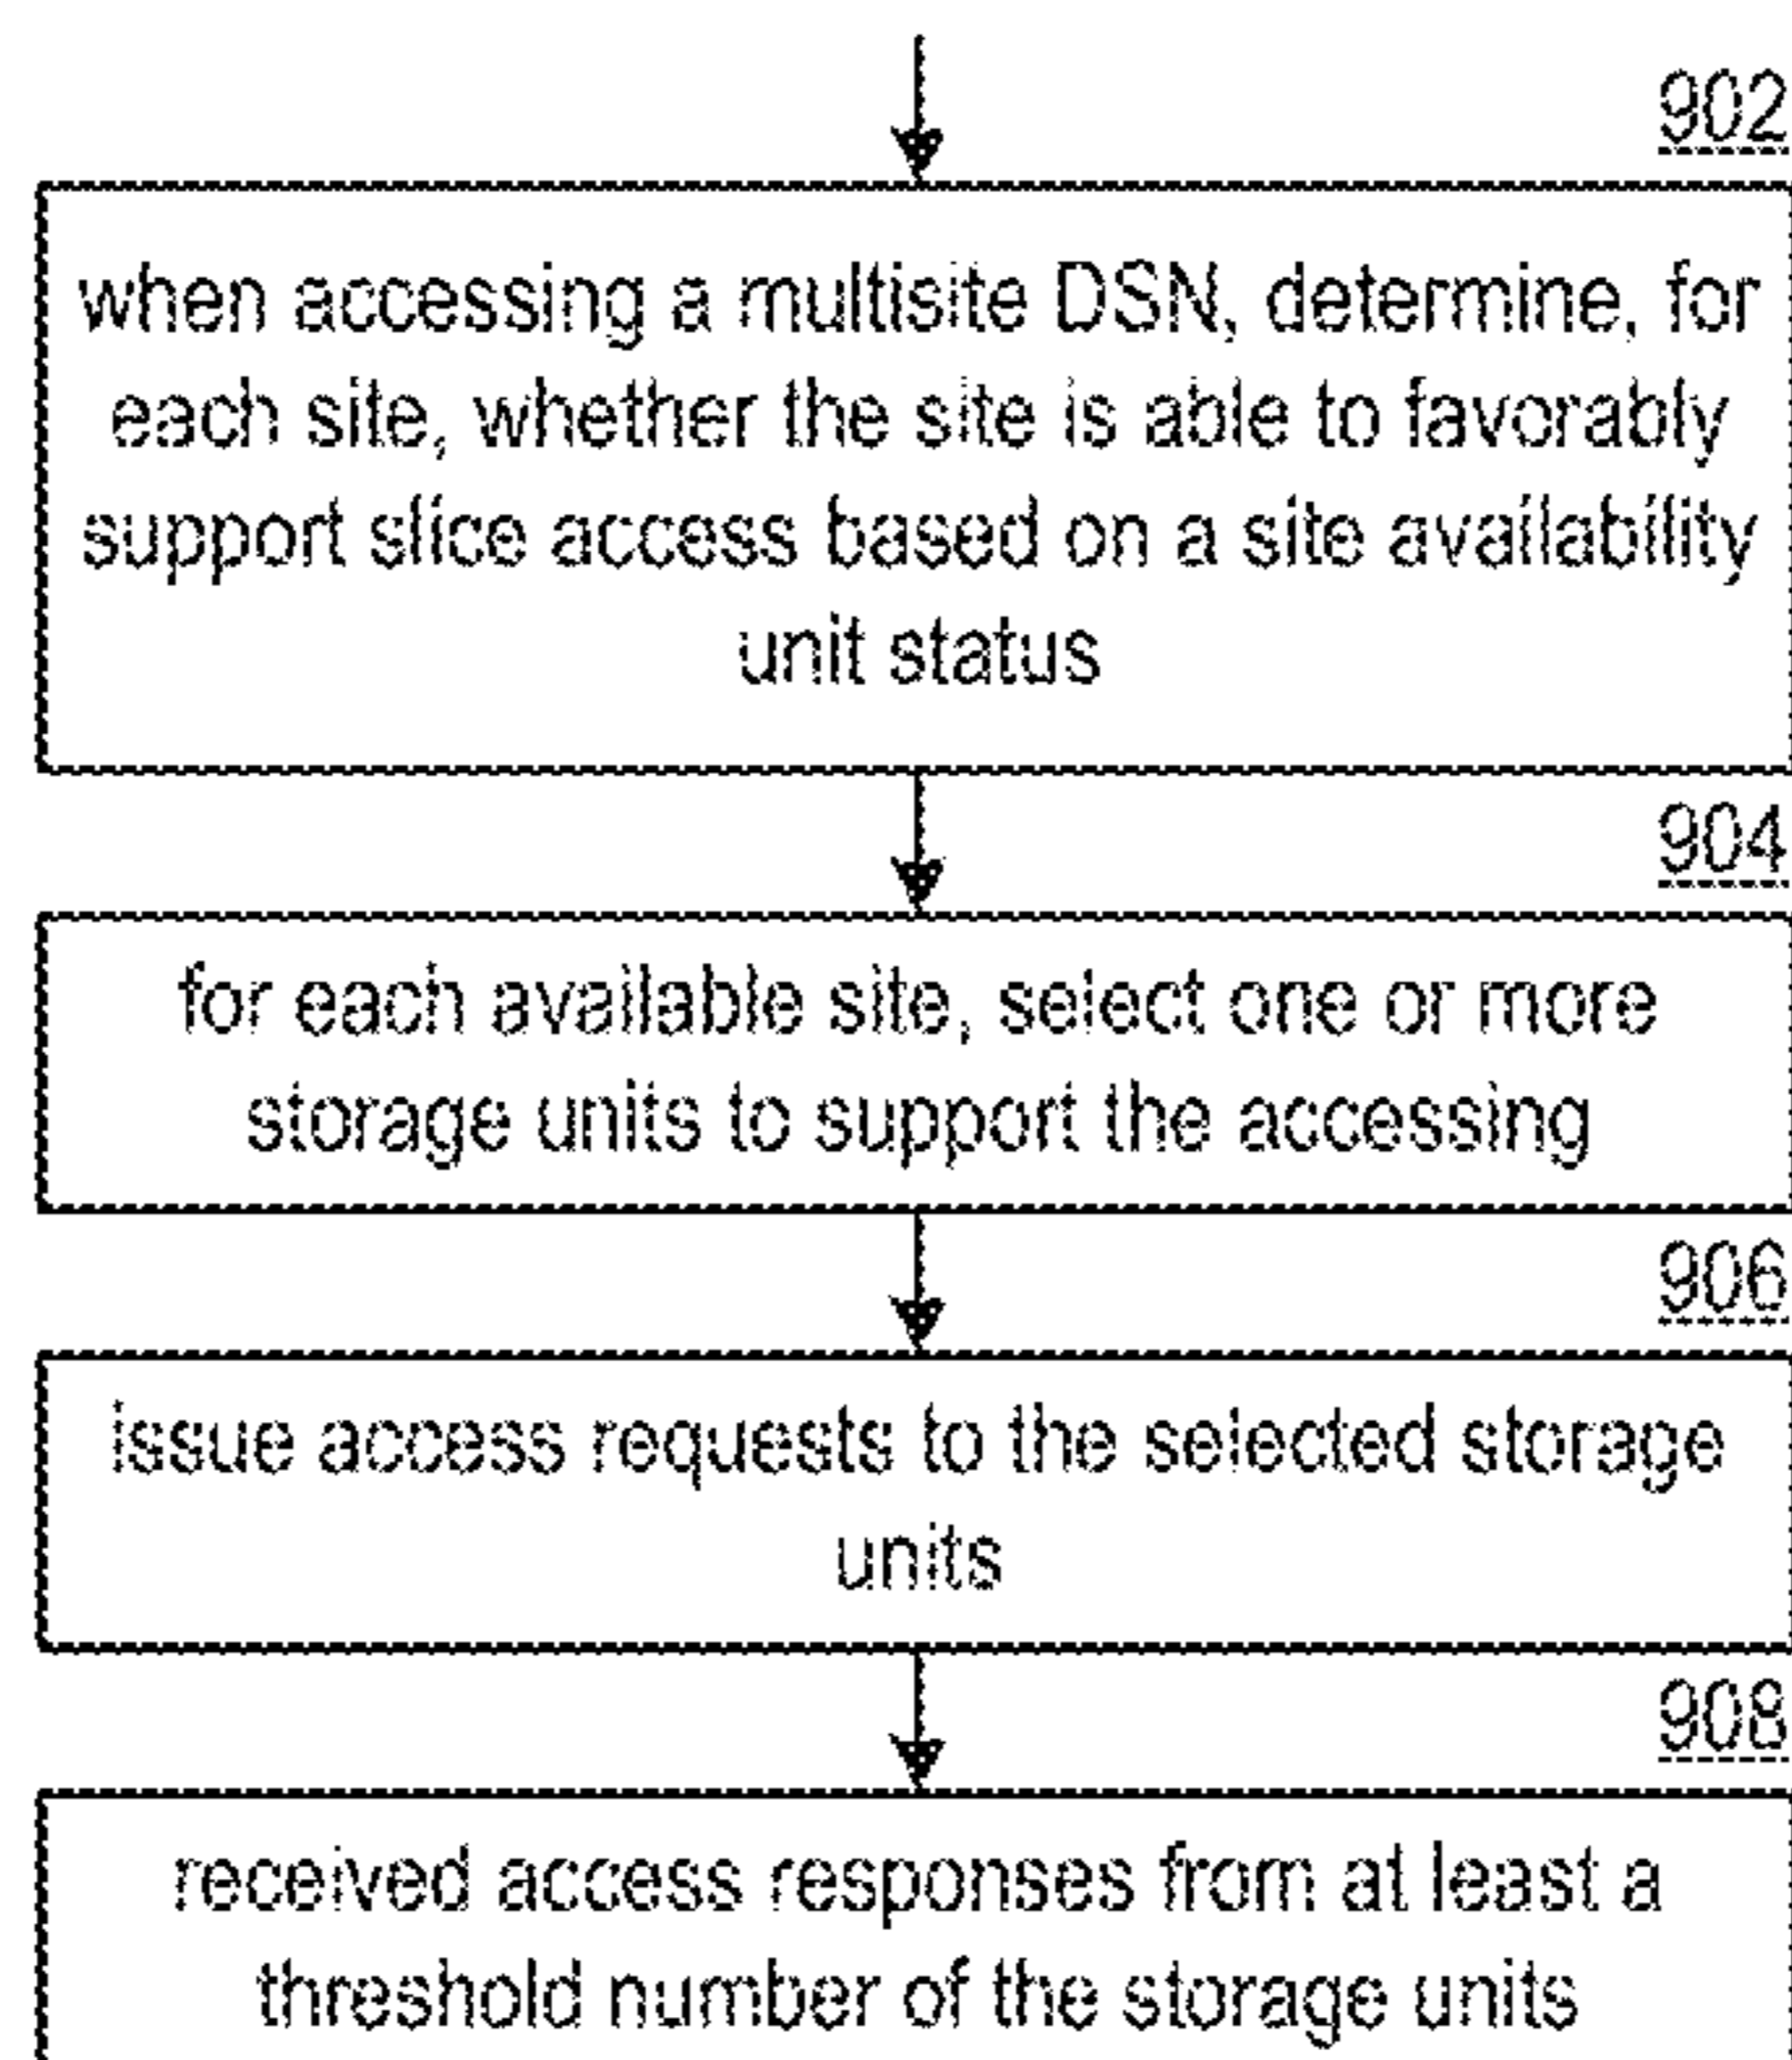 902
when accessing a multisite DSN, determine, for
each site, whether the site is able to favorably
support slice access based on a site availability
unit status
904
for each available site, select one or more
storage units to support the accessing
906
issue access requests to the selected storage
units
908
received access responses from at least a
threshold number of the storage units